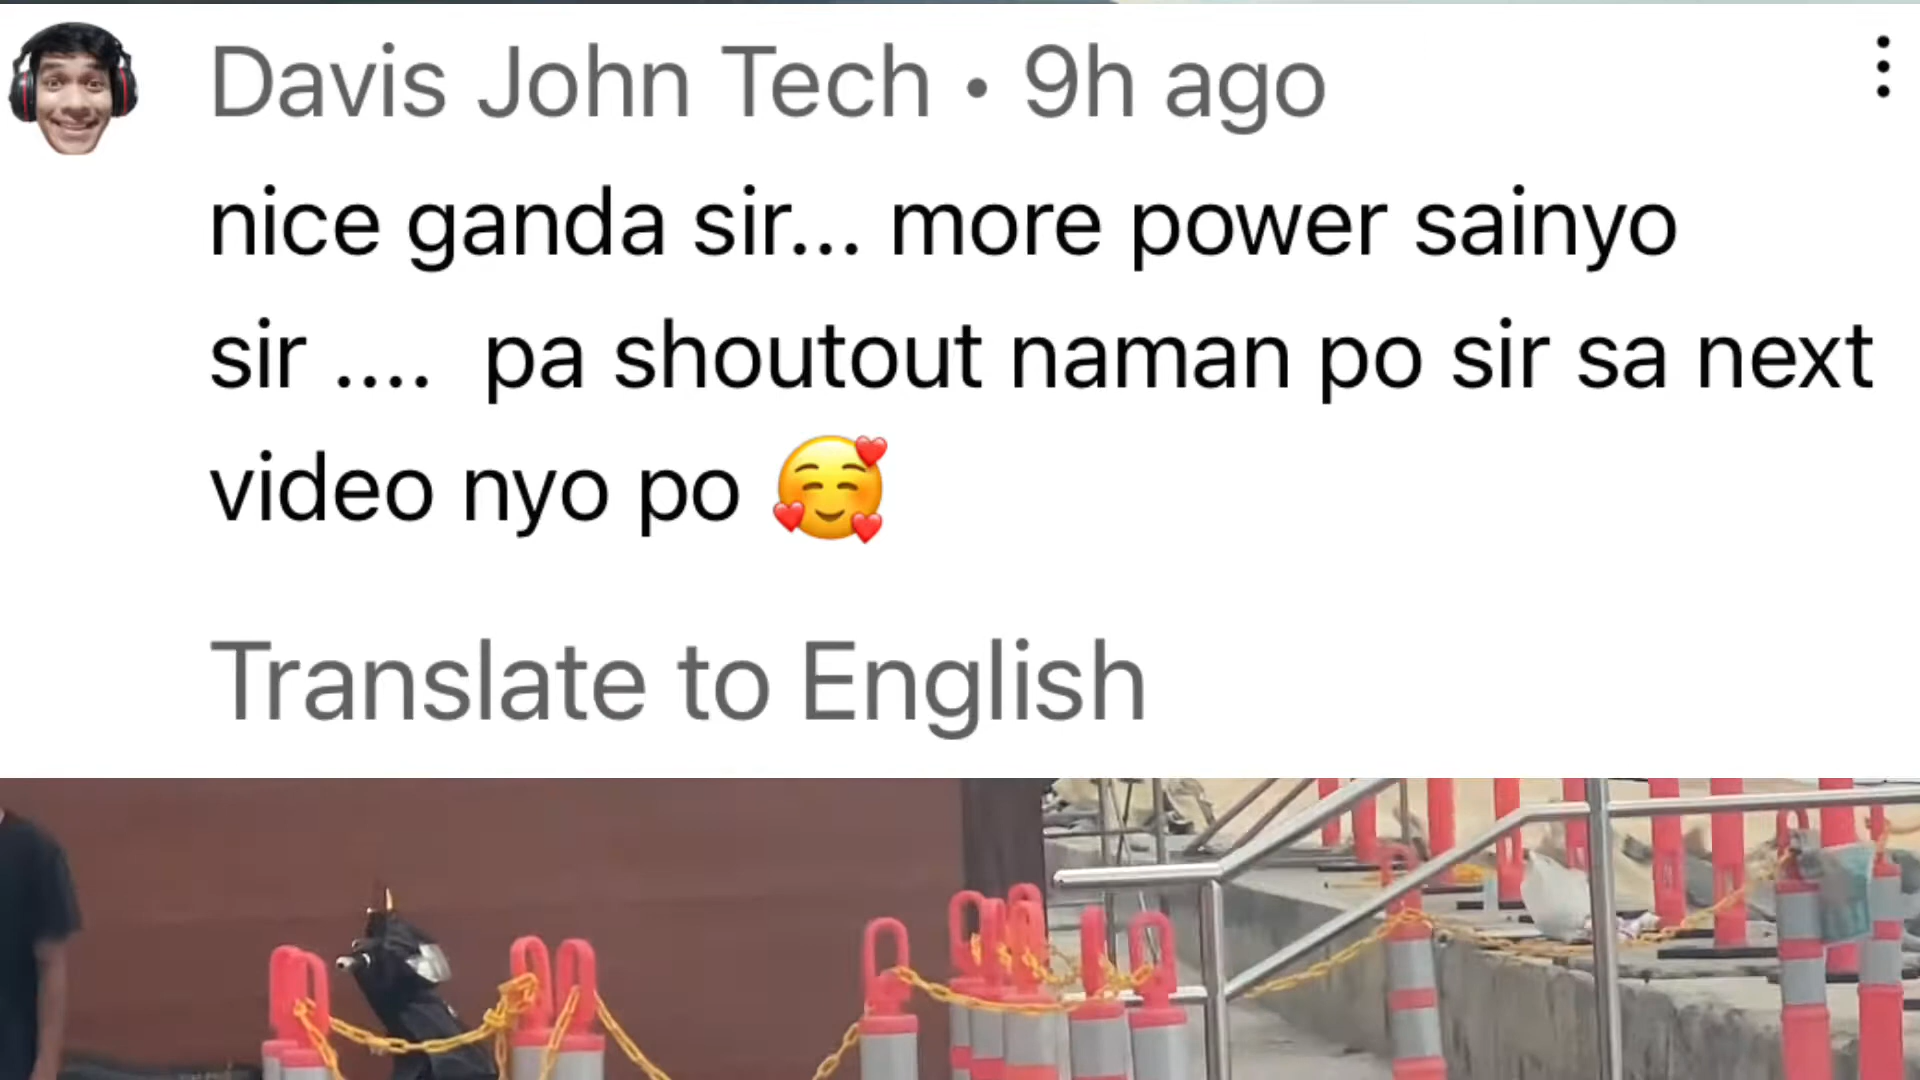 Davis John Tech • 9h ago
nice ganda sir... more power sainyo
sir .... pa shoutout naman po sir sa next
video nyo po 🥰
Translate to English